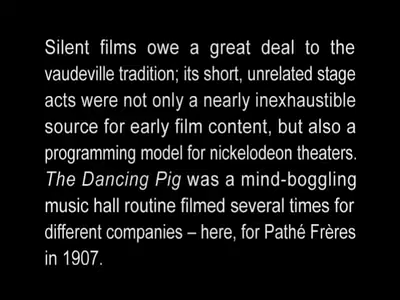 Silent films owe a great deal to the
vaudeville tradition; its short, unrelated stage
acts were not only a nearly inexhaustible
source for early film content, but also a
programming model for nickelodeon theaters.
The Dancing Pig was a mind-boggling
music hall routine filmed several times for
different companies – here, for Pathé Frères
in 1907.